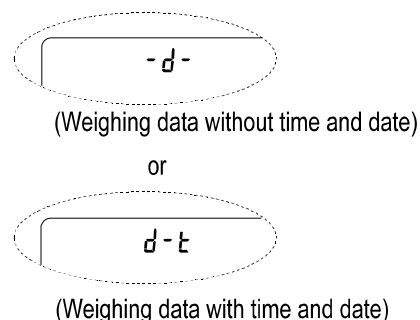 -d-
(Weighing data without time and date)
or
d-t
(Weighing data with time and date)